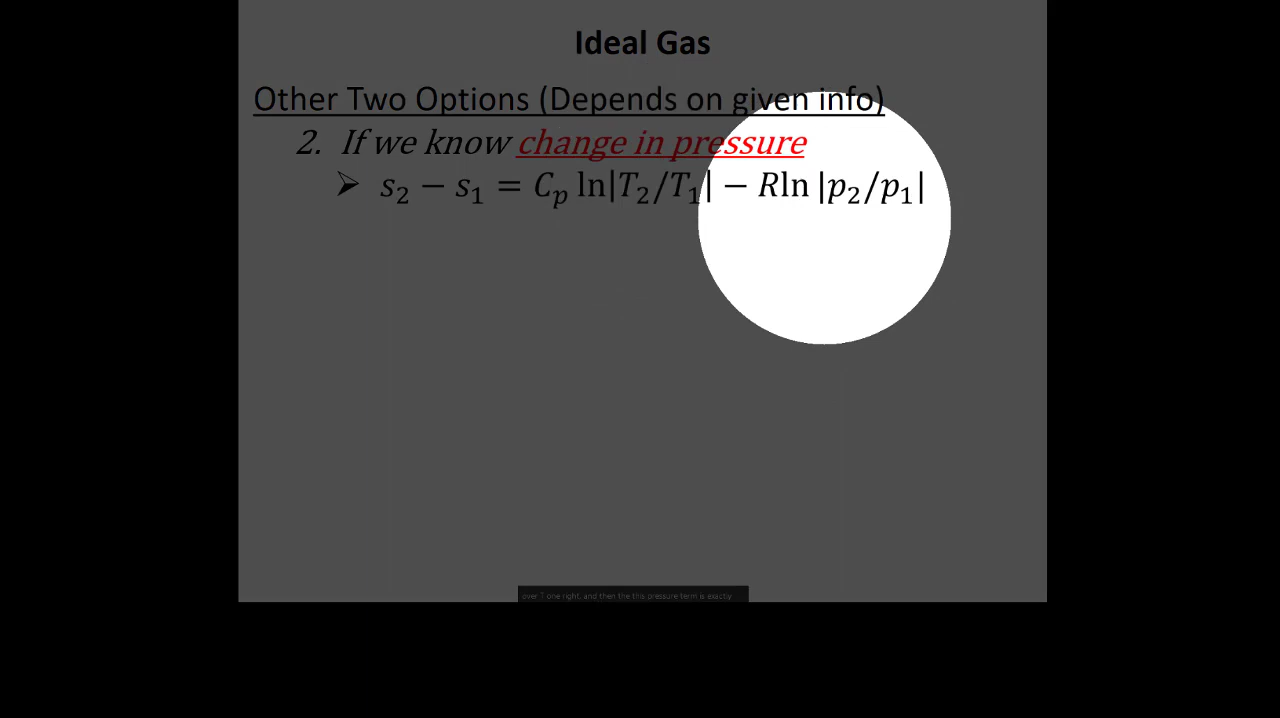 Ideal Gas
Other Two Options (Depends on given info)
2. If we know change in pressure
➢ s₂ − s₁ = Cₚ ln|T₂/T₁| − Rln |p₂/p₁|
over T one right, and then the this pressure term is exactly